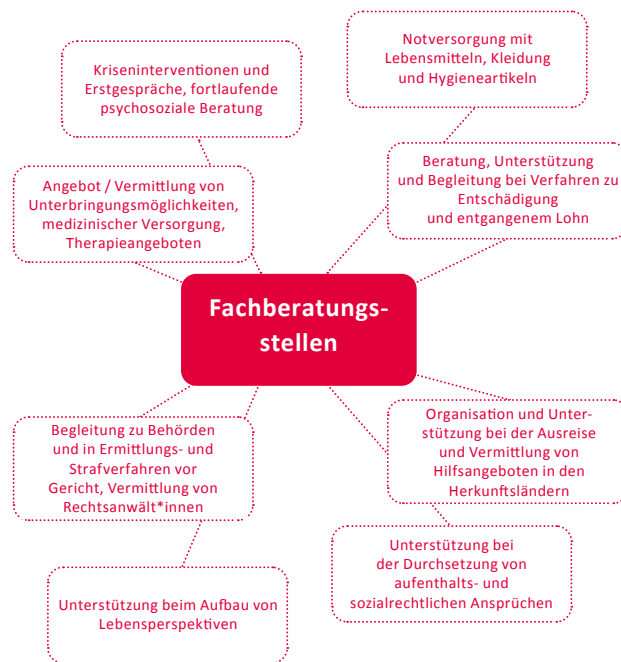 Notversorgung mit
Lebensmitteln, Kleidung
und Hygieneartikeln
Kriseninterventionen und
Erstgespräche, fortlaufende
psychosoziale Beratung
Beratung, Unterstützung
und Begleitung bei Verfahren zu
Entschädigung
und entgangenem Lohn
Angebot / Vermittlung von
Unterbringungsmöglichkeiten,
medizinischer Versorgung,
Therapieangeboten
Fachberatungs-
stellen
Begleitung zu Behörden
und in Ermittlungs- und
Strafverfahren vor
Gericht, Vermittlung von
Rechtsanwält*innen
Organisation und Unter-
stützung bei der Ausreise
und Vermittlung von
Hilfsangeboten in den
Herkunftsländern
Unterstützung bei
der Durchsetzung von
aufenthalts- und
sozialrechtlichen Ansprüchen
Unterstützung beim Aufbau von
Lebensperspektiven